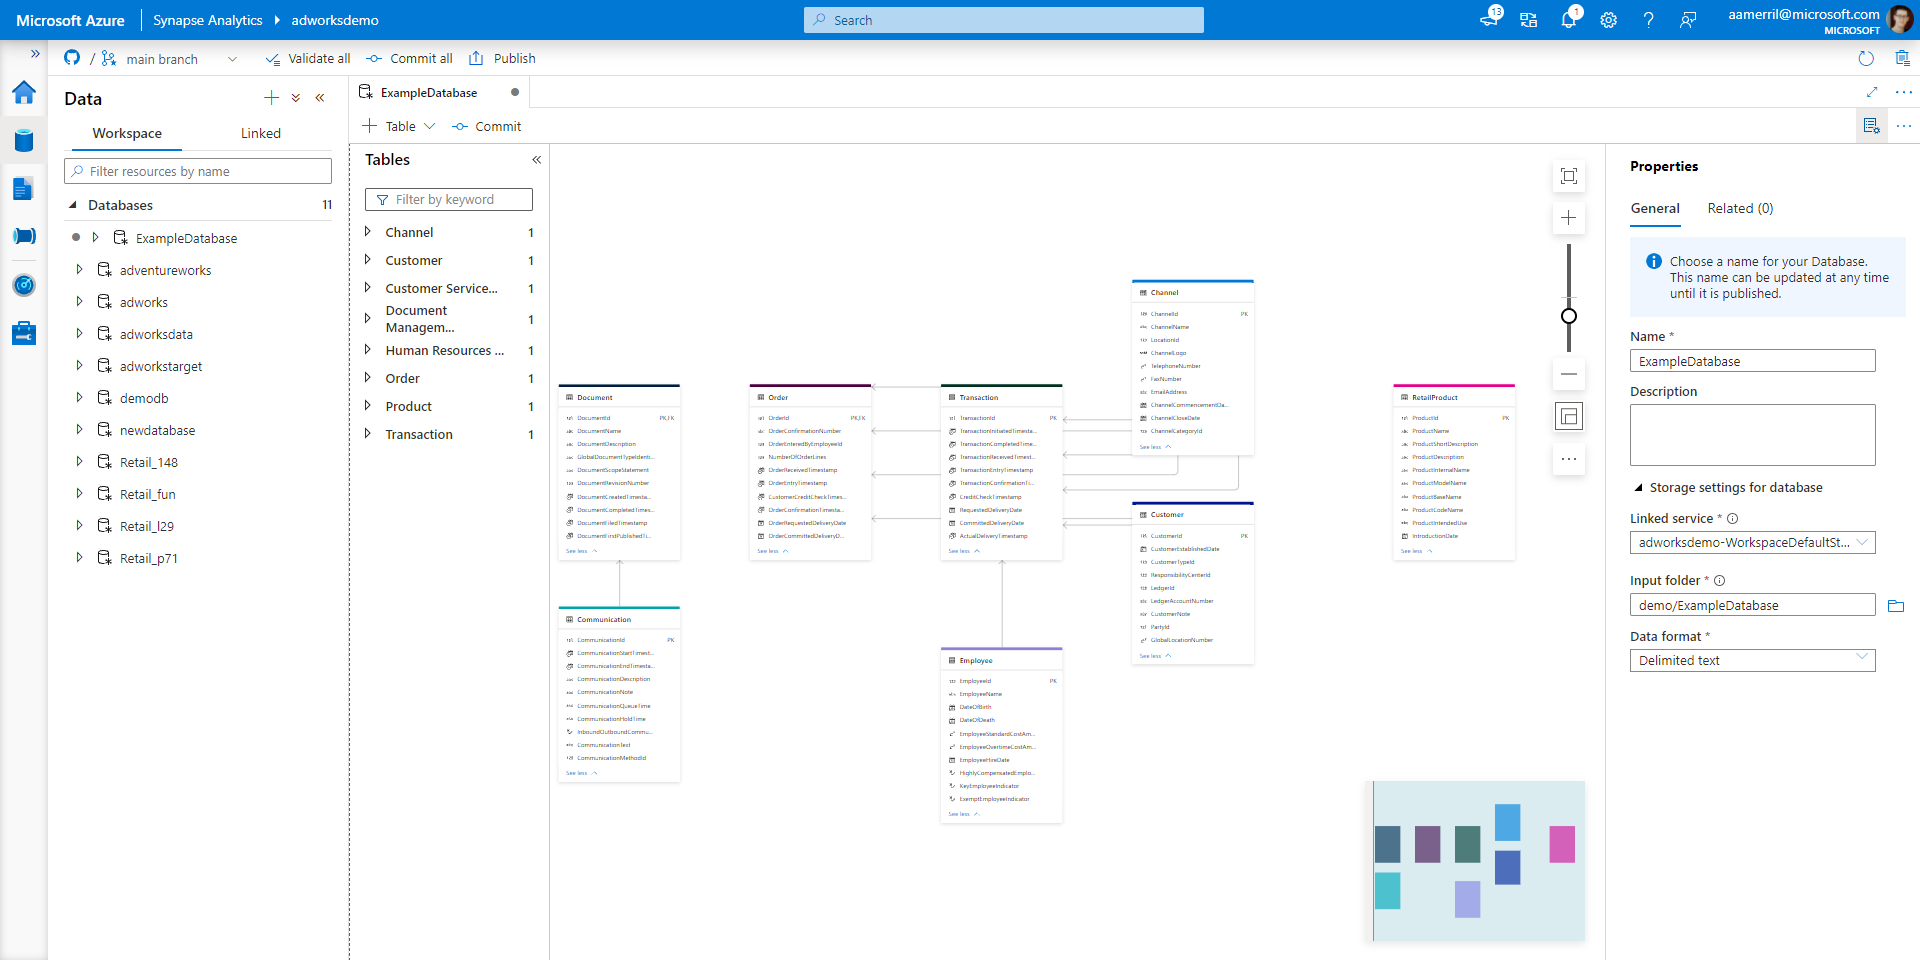 Microsoft Azure
Synapse Analytics
adworksdemo
Search
13
1
aamerril@microsoft.com
MICROSOFT
/
main branch
Validate all
Commit all
Publish
Data
Workspace
Linked
Filter resources by name
Databases 11
ExampleDatabase
adventureworks
adworks
adworksdata
adworkstarget
demodb
newdatabase
Retail_148
Retail_fun
Retail_l29
Retail_p71
ExampleDatabase
Table
Commit
Tables
Filter by keyword
Channel 1
Customer 1
Customer Service... 1
Document
Managem... 1
Human Resources ... 1
Order 1
Product 1
Transaction 1
Document
DocumentId PK,FK
DocumentName
DocumentDescription
GlobalDocumentTypeIdenti...
DocumentScopeStatement
DocumentRevisionNumber
DocumentCreatedTimesta...
DocumentCompletedTimes...
DocumentFiledTimestamp
DocumentFirstPublishedTi...
See less
Communication
CommunicationId PK
CommunicationStartTimest...
CommunicationEndTimesta...
CommunicationDescription
CommunicationNote
CommunicationQueueTime
CommunicationHoldTime
InboundOutboundCommu...
CommunicationText
CommunicationMethodId
See less
Order
OrderId PK,FK
OrderConfirmationNumber
OrderEnteredByEmployeeId
NumberOfOrderLines
OrderReceivedTimestamp
OrderEntryTimestamp
CustomerCreditCheckTimes...
OrderConfirmationTimesta...
OrderRequestedDeliveryDate
OrderCommittedDeliveryD...
See less
Transaction
TransactionId PK
TransactionInitiatedTimesta...
TransactionCompletedTime...
TransactionReceivedTimest...
TransactionEntryTimestamp
TransactionConfirmationTi...
CreditCheckTimestamp
RequestedDeliveryDate
CommittedDeliveryDate
ActualDeliveryTimestamp
See less
Employee
EmployeeId PK
EmployeeName
DateOfBirth
DateOfDeath
EmployeeStandardCostAm...
EmployeeOvertimeCostAm...
EmployeeHireDate
HighlyCompensatedEmplo...
KeyEmployeeIndicator
ExemptEmployeeIndicator
See less
Channel
ChannelId PK
ChannelName
LocationId
ChannelLogo
TelephoneNumber
FaxNumber
EmailAddress
ChannelCommencementDa...
ChannelCloseDate
ChannelCategoryId
See less
Customer
CustomerId PK
CustomerEstablishedDate
CustomerTypeId
ResponsibilityCenterId
LedgerId
LedgerAccountNumber
CustomerNote
PartyId
GlobalLocationNumber
See less
RetailProduct
ProductId PK
ProductName
ProductShortDescription
ProductDescription
ProductInternalName
ProductModelName
ProductBaseName
ProductCodeName
ProductIntendedUse
IntroductionDate
See less
Properties
General
Related (0)
Choose a name for your Database.
This name can be updated at any time
until it is published.
Name *
ExampleDatabase
Description
Storage settings for database
Linked service *
adworksdemo-WorkspaceDefaultSt...
Input folder *
demo/ExampleDatabase
Data format *
Delimited text